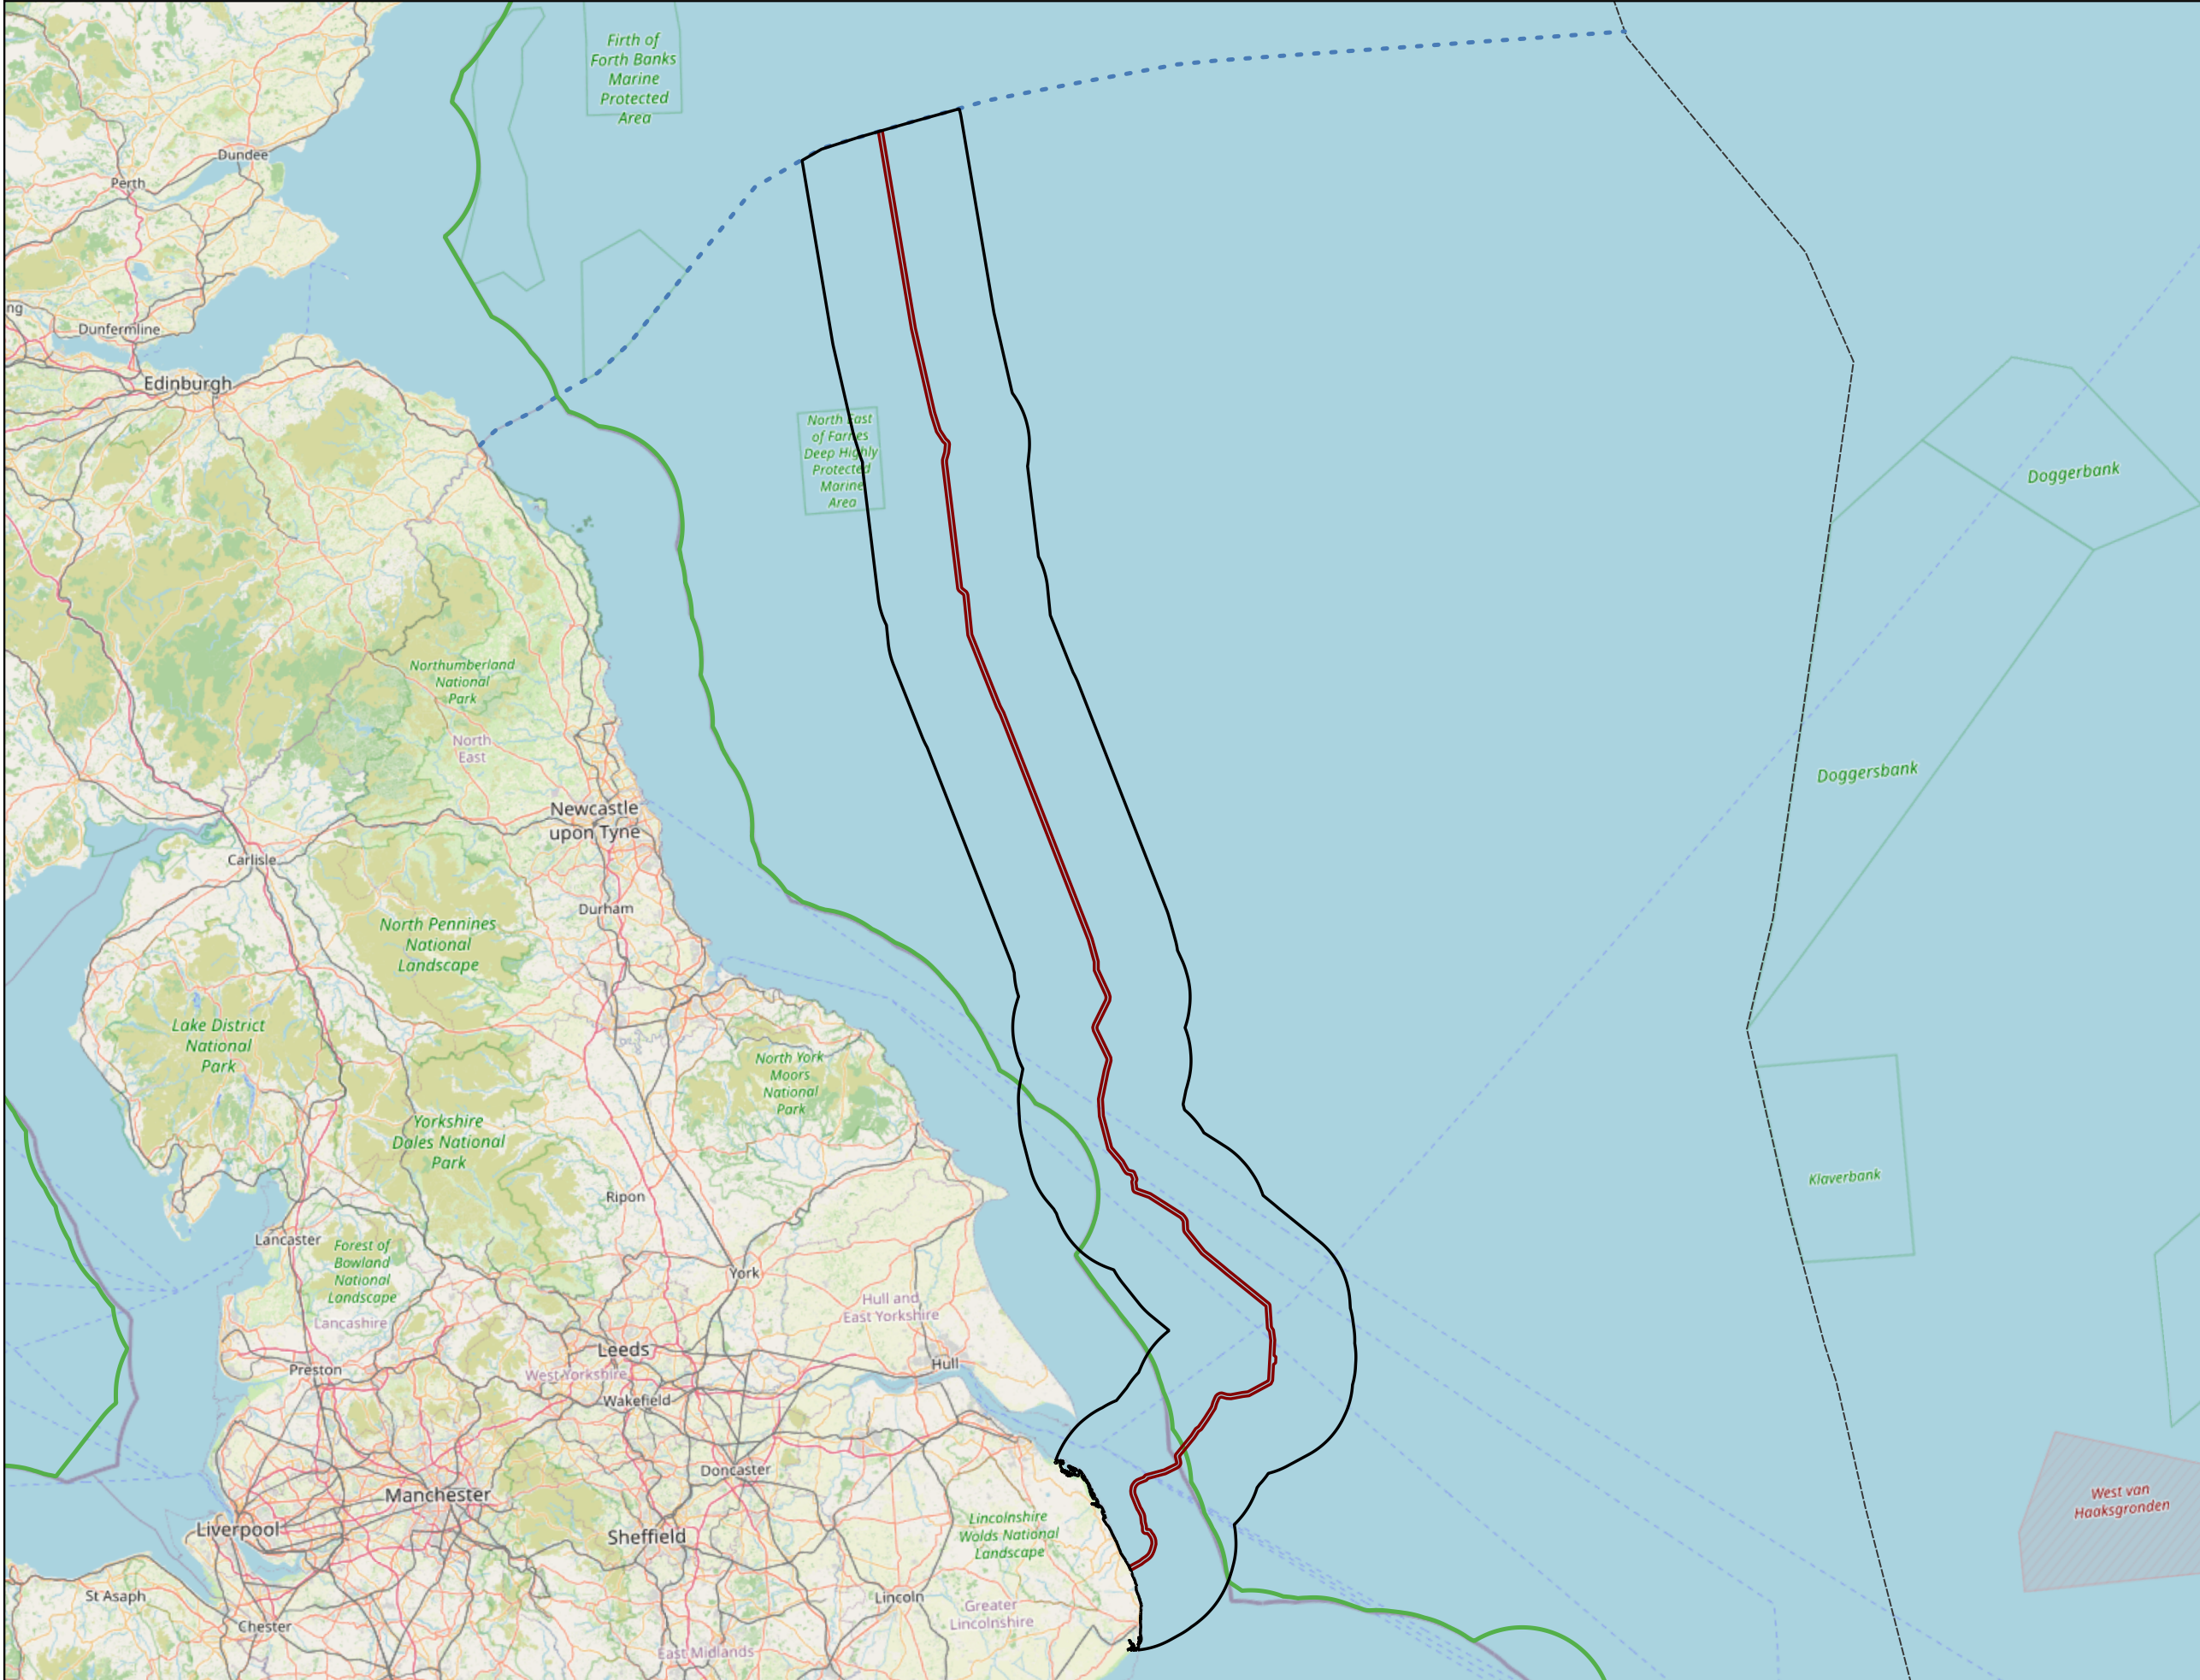 Firth of
Forth Banks
Marine
Protected
Area
Dundee
Perth
ng
Dunfermline
Edinburgh
North East
of Farnes
Deep Highly
Protected
Marine
Area
Doggerbank
Northumberland
National
Park
North
East
Doggersbank
Newcastle
upon Tyne
Carlisle
Durham
North Pennines
National
Landscape
Lake District
National
Park
North York
Moors
National
Park
Yorkshire
Dales National
Park
Klaverbank
Ripon
Lancaster
Forest of
Bowland
National
Landscape
York
Hull and
East Yorkshire
Lancashire
Leeds
Hull
Preston
West Yorkshire
Wakefield
Doncaster
Manchester
West van
Haaksgronden
Liverpool
Sheffield
Lincolnshire
Wolds National
Landscape
St Asaph
Lincoln
Greater
Lincolnshire
Chester
East Midlands